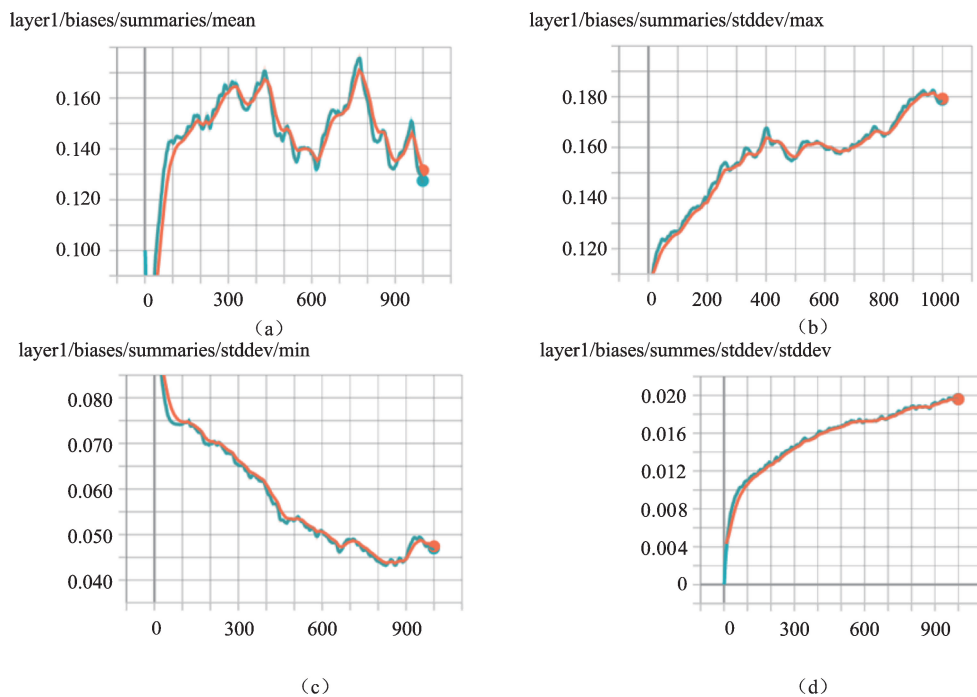 layer1/biases/summaries/mean
0.160
0.140
0.120
0.100
0 300 600 900
（a）
layer1/biases/summaries/stddev/max
0.180
0.160
0.140
0.120
0 200 400 600 800 1000
（b）
layer1/biases/summaries/stddev/min
0.080
0.070
0.060
0.050
0.040
0 300 600 900
（c）
layer1/biases/summes/stddev/stddev
0.020
0.016
0.012
0.008
0.004
0
0 300 600 900
（d）